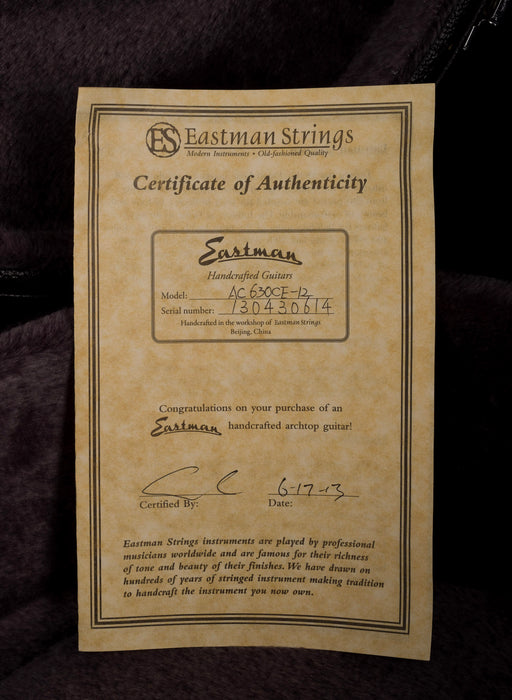 ES Eastman Strings
Modern Instruments • Old-fashioned Quality
Certificate of Authenticity
Eastman
Handcrafted Guitars
Model: AC630CE-12
Serial number: 130430614
Handcrafted in the workshop of Eastman Strings
Beijing, China
Congratulations on your purchase of an
Eastman handcrafted archtop guitar!
6-17-13
Certified By: Date:
Eastman Strings instruments are played by professional
musicians worldwide and are famous for their richness
of tone and beauty of their finishes. We have drawn on
hundreds of years of stringed instrument making tradition
to handcraft the instrument you now own.